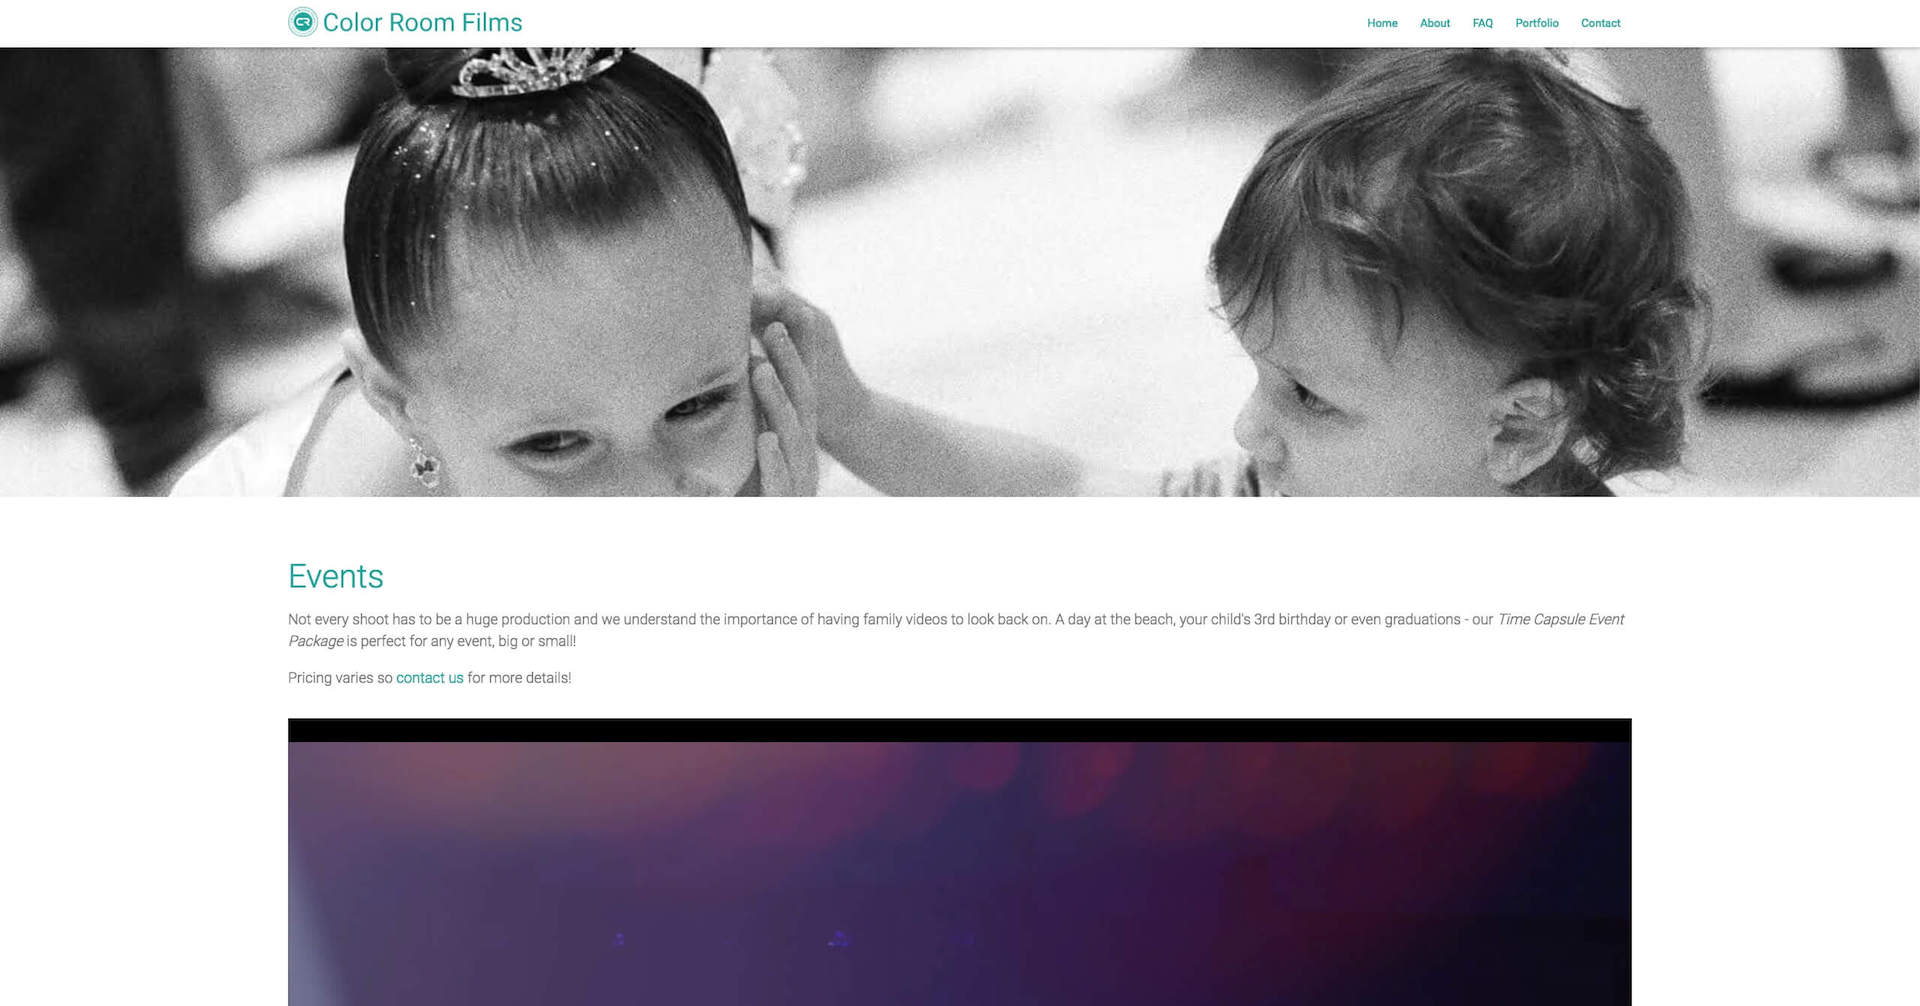 CR Color Room Films
Home About FAQ Portfolio Contact
Events
Not every shoot has to be a huge production and we understand the importance of having family videos to look back on. A day at the beach, your child's 3rd birthday or even graduations - our Time Capsule Event
Package is perfect for any event, big or small!
Pricing varies so contact us for more details!